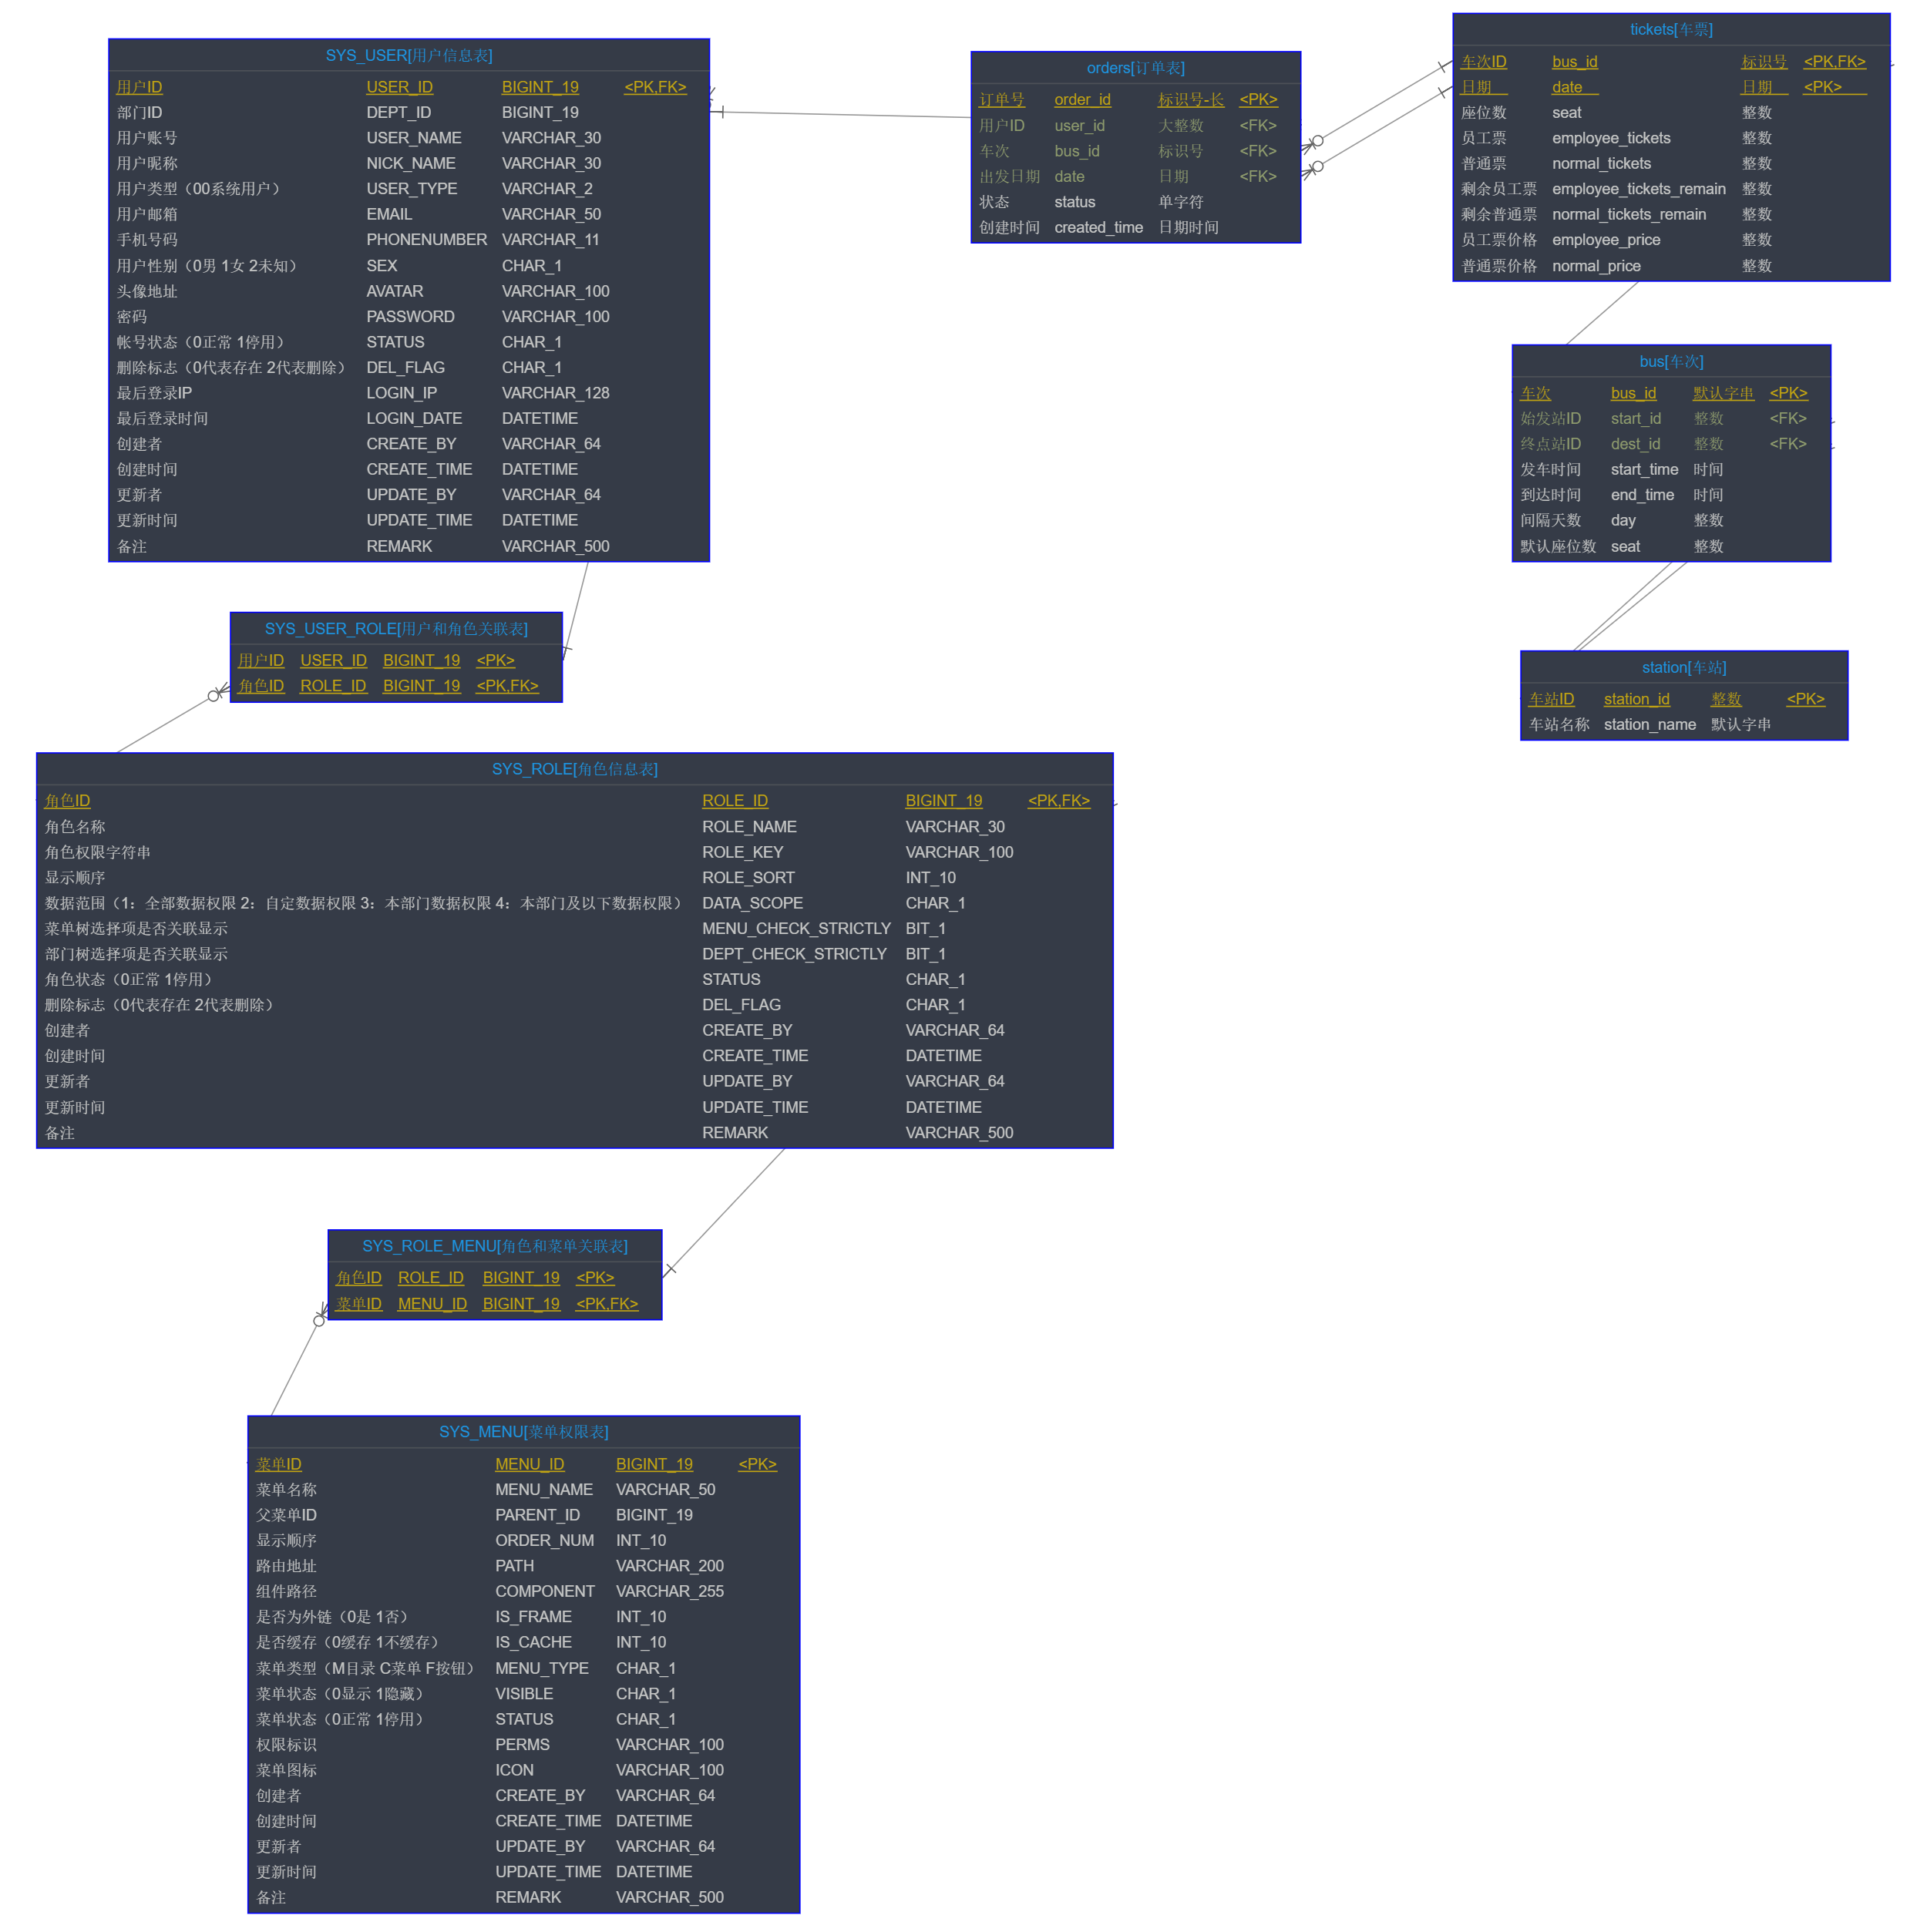 SYS_USER[用户信息表]
用户ID USER_ID BIGINT_19 <PK,FK>
部门ID DEPT_ID BIGINT_19
用户账号 USER_NAME VARCHAR_30
用户昵称 NICK_NAME VARCHAR_30
用户类型（00系统用户） USER_TYPE VARCHAR_2
用户邮箱 EMAIL VARCHAR_50
手机号码 PHONENUMBER VARCHAR_11
用户性别（0男 1女 2未知） SEX CHAR_1
头像地址 AVATAR VARCHAR_100
密码 PASSWORD VARCHAR_100
帐号状态（0正常 1停用） STATUS CHAR_1
删除标志（0代表存在 2代表删除） DEL_FLAG CHAR_1
最后登录IP LOGIN_IP VARCHAR_128
最后登录时间 LOGIN_DATE DATETIME
创建者 CREATE_BY VARCHAR_64
创建时间 CREATE_TIME DATETIME
更新者 UPDATE_BY VARCHAR_64
更新时间 UPDATE_TIME DATETIME
备注 REMARK VARCHAR_500
orders[订单表]
订单号 order_id 标识号-长 <PK>
用户ID user_id 大整数 <FK>
车次 bus_id 标识号 <FK>
出发日期 date 日期 <FK>
状态 status 单字符
创建时间 created_time 日期时间
tickets[车票]
车次ID bus_id 标识号 <PK,FK>
日期 date 日期 <PK>
座位数 seat 整数
员工票 employee_tickets 整数
普通票 normal_tickets 整数
剩余员工票 employee_tickets_remain 整数
剩余普通票 normal_tickets_remain 整数
员工票价格 employee_price 整数
普通票价格 normal_price 整数
bus[车次]
车次 bus_id 默认字串 <PK>
始发站ID start_id 整数 <FK>
终点站ID dest_id 整数 <FK>
发车时间 start_time 时间
到达时间 end_time 时间
间隔天数 day 整数
默认座位数 seat 整数
station[车站]
车站ID station_id 整数 <PK>
车站名称 station_name 默认字串
SYS_USER_ROLE[用户和角色关联表]
用户ID USER_ID BIGINT_19 <PK>
角色ID ROLE_ID BIGINT_19 <PK,FK>
SYS_ROLE[角色信息表]
角色ID ROLE_ID BIGINT_19 <PK,FK>
角色名称 ROLE_NAME VARCHAR_30
角色权限字符串 ROLE_KEY VARCHAR_100
显示顺序 ROLE_SORT INT_10
数据范围（1：全部数据权限 2：自定数据权限 3：本部门数据权限 4：本部门及以下数据权限） DATA_SCOPE CHAR_1
菜单树选择项是否关联显示 MENU_CHECK_STRICTLY BIT_1
部门树选择项是否关联显示 DEPT_CHECK_STRICTLY BIT_1
角色状态（0正常 1停用） STATUS CHAR_1
删除标志（0代表存在 2代表删除） DEL_FLAG CHAR_1
创建者 CREATE_BY VARCHAR_64
创建时间 CREATE_TIME DATETIME
更新者 UPDATE_BY VARCHAR_64
更新时间 UPDATE_TIME DATETIME
备注 REMARK VARCHAR_500
SYS_ROLE_MENU[角色和菜单关联表]
角色ID ROLE_ID BIGINT_19 <PK>
菜单ID MENU_ID BIGINT_19 <PK,FK>
SYS_MENU[菜单权限表]
菜单ID MENU_ID BIGINT_19 <PK>
菜单名称 MENU_NAME VARCHAR_50
父菜单ID PARENT_ID BIGINT_19
显示顺序 ORDER_NUM INT_10
路由地址 PATH VARCHAR_200
组件路径 COMPONENT VARCHAR_255
是否为外链（0是 1否） IS_FRAME INT_10
是否缓存（0缓存 1不缓存） IS_CACHE INT_10
菜单类型（M目录 C菜单 F按钮） MENU_TYPE CHAR_1
菜单状态（0显示 1隐藏） VISIBLE CHAR_1
菜单状态（0正常 1停用） STATUS CHAR_1
权限标识 PERMS VARCHAR_100
菜单图标 ICON VARCHAR_100
创建者 CREATE_BY VARCHAR_64
创建时间 CREATE_TIME DATETIME
更新者 UPDATE_BY VARCHAR_64
更新时间 UPDATE_TIME DATETIME
备注 REMARK VARCHAR_500